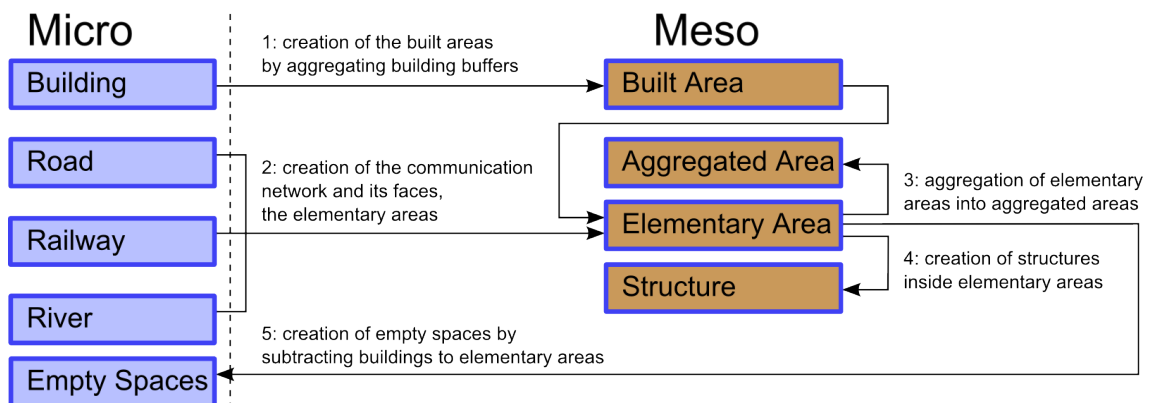 Micro
Meso
1: creation of the built areas
by aggregating building buffers
Building
Built Area
Road
2: creation of the communication
network and its faces,
the elementary areas
Aggregated Area
3: aggregation of elementary
areas into aggregated areas
Railway
Elementary Area
4: creation of structures
inside elementary areas
Structure
River
5: creation of empty spaces by
subtracting buildings to elementary areas
Empty Spaces